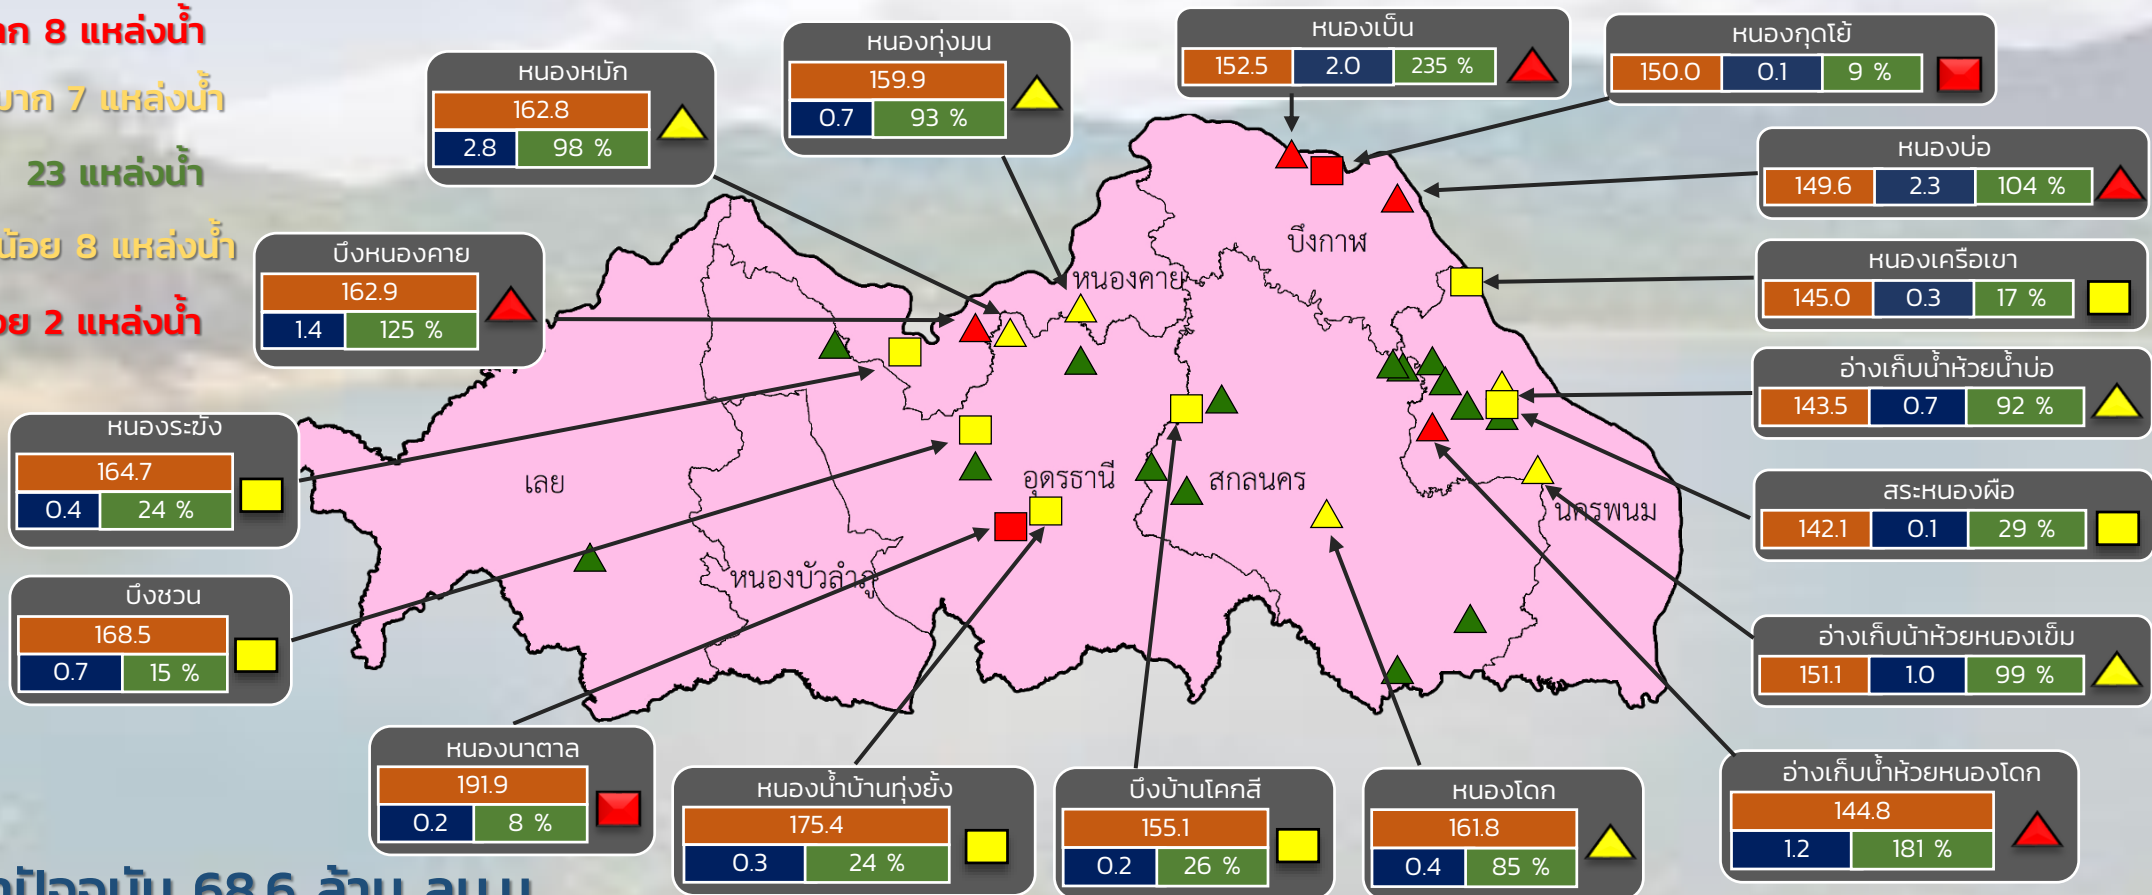 8 แหล่งน้ำ
มาก 7 แหล่งน้ำ
23 แหล่งน้ำ
น้อย 8 แหล่งน้ำ
2 แหล่งน้ำ
หนองหมัก
162.8
2.8 98 %
หนองทุ่งมน
159.9
0.7 93 %
หนองเบ็น
152.5 2.0 235 %
หนองกุดโย้
150.0 0.1 9 %
หนองบ่อ
149.6 2.3 104 %
บึงหนองคาย
162.9
1.4 125 %
หนองเครือเขา
145.0 0.3 17 %
อ่างเก็บน้ำห้วยน้ำบ่อ
143.5 0.7 92 %
หนองระฆัง
164.7
0.4 24 %
สระหนองผือ
142.1 0.1 29 %
บึงชวน
168.5
0.7 15 %
อ่างเก็บน้าห้วยหนองเข็ม
151.1 1.0 99 %
บึงกาฬ
หนองคาย
เลย
อุดรธานี
สกลนคร
นครพนม
หนองบัวลำภู
หนองนาตาล
191.9
0.2 8 %
หนองน้ำบ้านทุ่งยั้ง
175.4
0.3 24 %
บึงบ้านโคกสี
155.1
0.2 26 %
หนองโดก
161.8
0.4 85 %
อ่างเก็บน้ำห้วยหนองโดก
144.8
1.2 181 %
ปัจจุบัน 68.6 ล้าน ลบ.ม